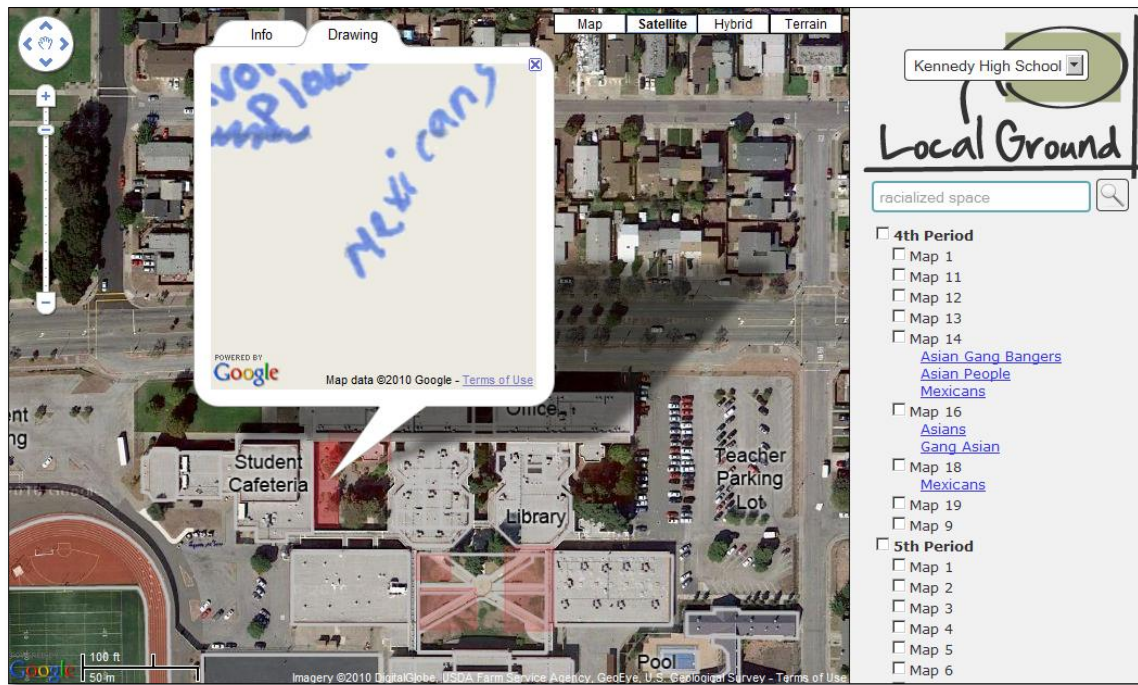 Info
Drawing
Map
Satellite
Hybrid
Terrain
Place
Mexicans
POWERED BY
Google
Map data ©2010 Google - Terms of Use
Office
Student
Cafeteria
Library
Teacher
Parking
Lot
Pool
Google
100 ft
50 m
Imagery ©2010 DigitalGlobe, USDA Farm Service Agency, GeoEye, U.S. Geological Survey - Terms of Use
Kennedy High School
Local Ground
racialized space
4th Period
Map 1
Map 11
Map 12
Map 13
Map 14
Asian Gang Bangers
Asian People
Mexicans
Map 16
Asians
Gang Asian
Map 18
Mexicans
Map 19
Map 9
5th Period
Map 1
Map 2
Map 3
Map 4
Map 5
Map 6